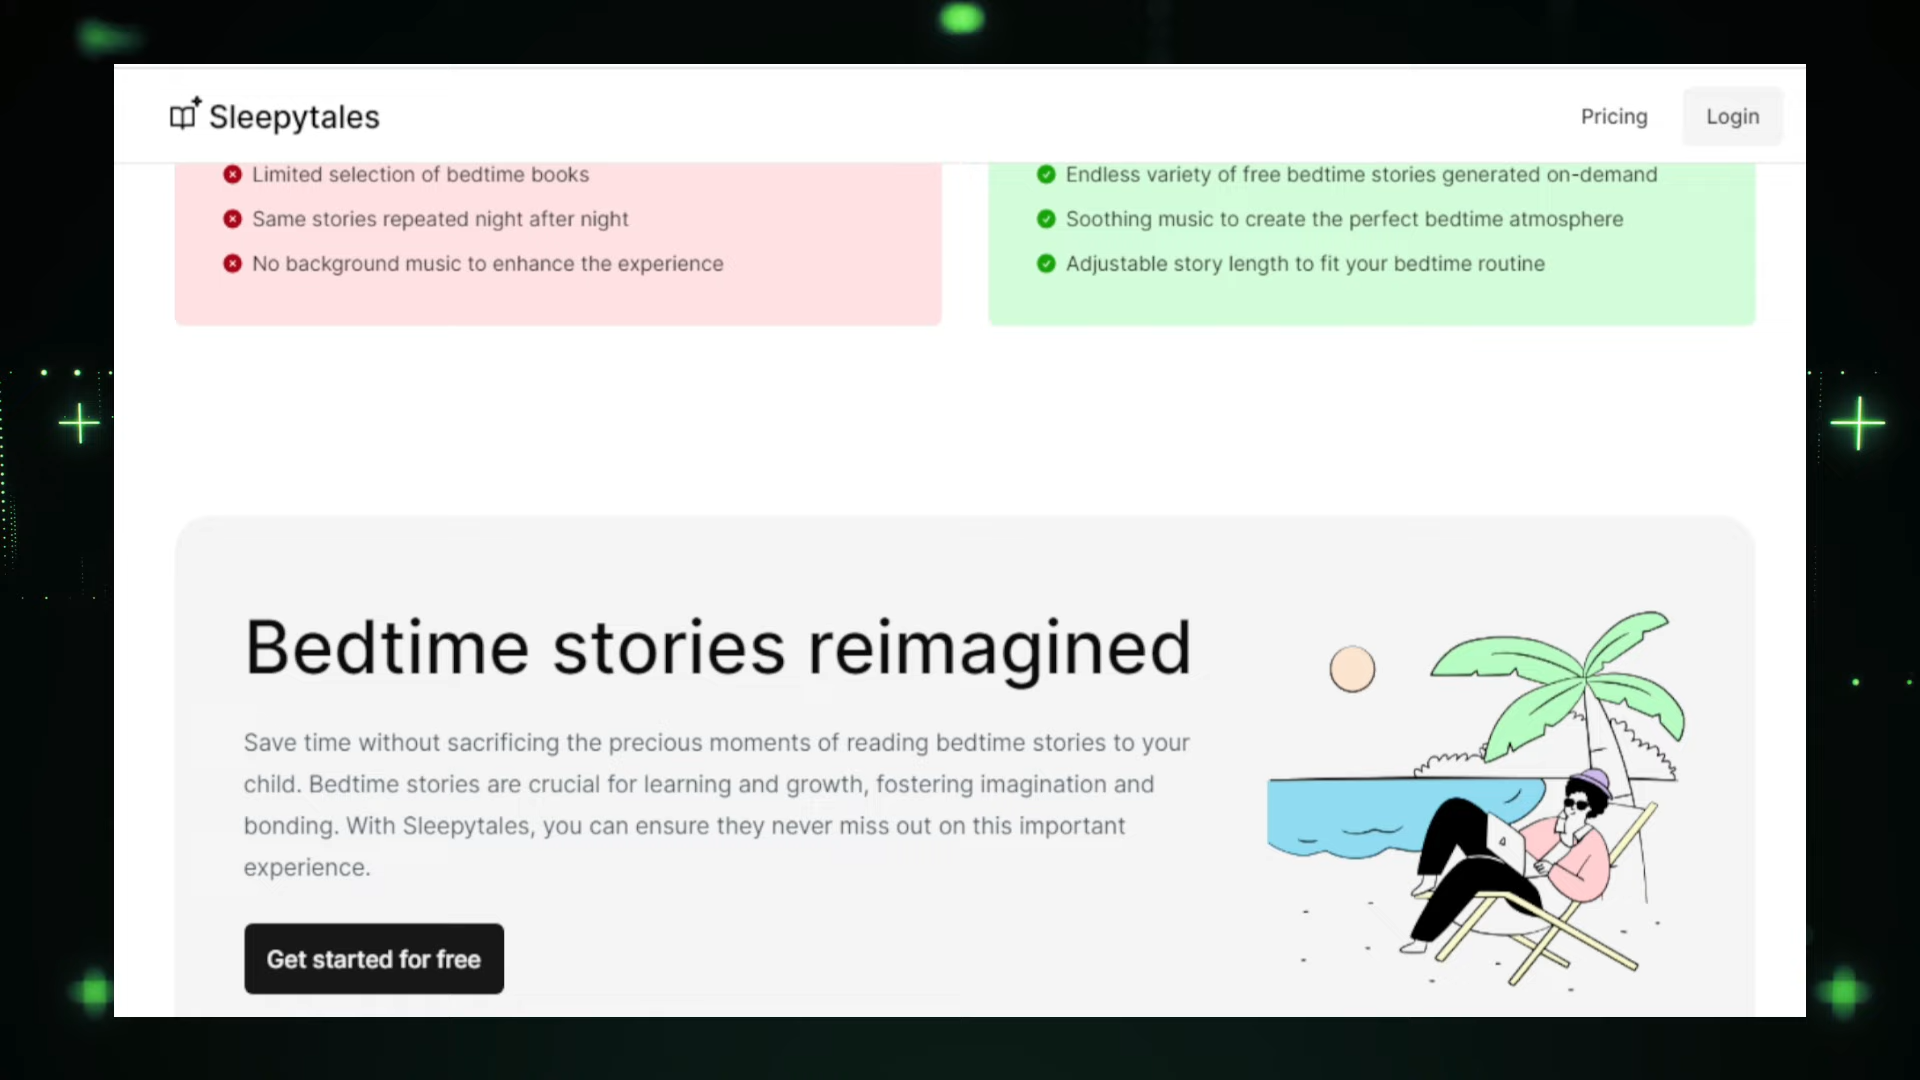 Sleepytales
Pricing
Login
Limited selection of bedtime books
Same stories repeated night after night
No background music to enhance the experience
Endless variety of free bedtime stories generated on-demand
Soothing music to create the perfect bedtime atmosphere
Adjustable story length to fit your bedtime routine
Bedtime stories reimagined
Save time without sacrificing the precious moments of reading bedtime stories to your
child. Bedtime stories are crucial for learning and growth, fostering imagination and
bonding. With Sleepytales, you can ensure they never miss out on this important
experience.
Get started for free